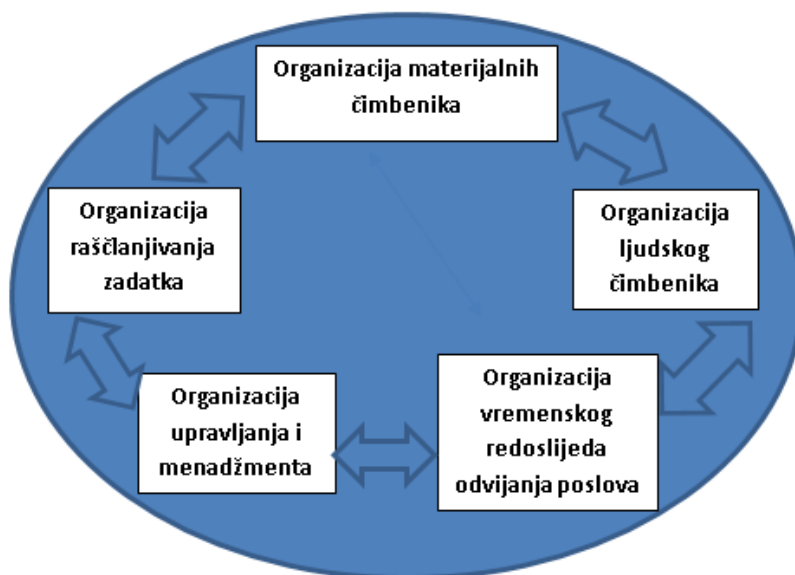 Organizacija materijalnih
čimbenika
Organizacija
raščlanjivanja
zadatka
Organizacija
ljudskog
čimbenika
Organizacija
upravljanja i
menadžmenta
Organizacija
vremenskog
redoslijeda
odvijanja poslova